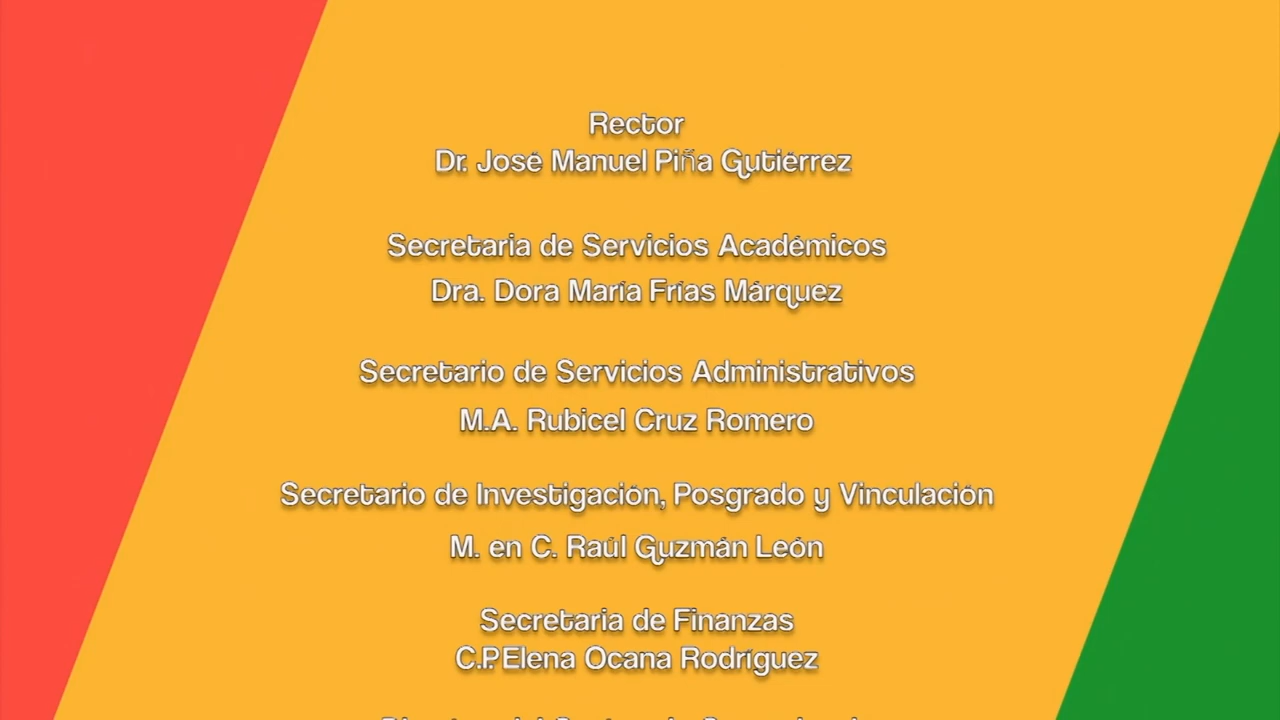 Rector
Dr. José Manuel Piña Gutiérrez
Secretaria de Servicios Académicos
Dra. Dora María Frías Márquez
Secretario de Servicios Administrativos
M.A. Rubicel Cruz Romero
Secretario de Investigación, Posgrado y Vinculación
M. en C. Raúl Guzmán León
Secretaria de Finanzas
C.P.Elena Ocana Rodríguez